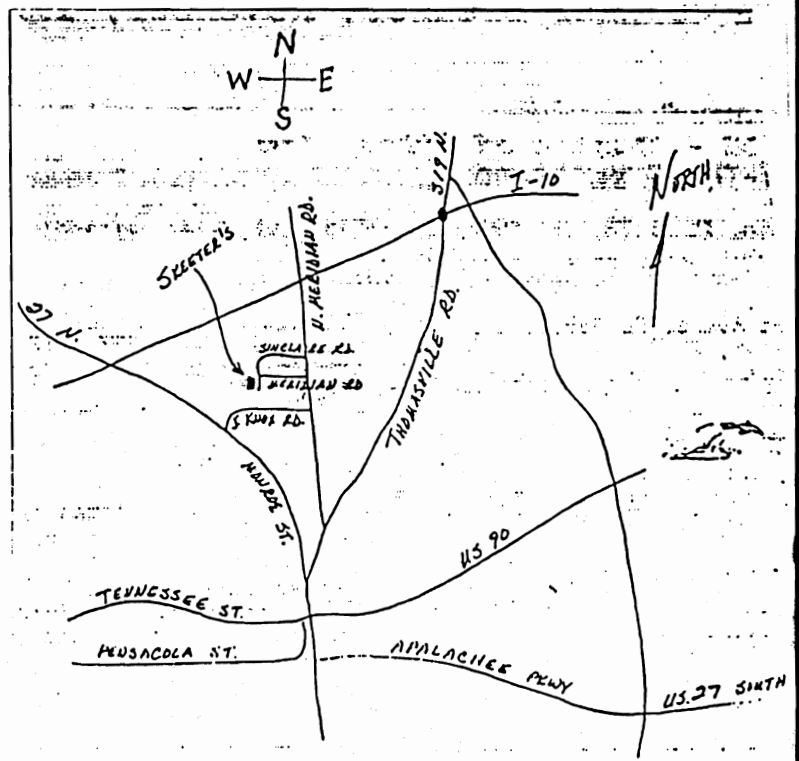 N
W E
S
319 N.
I-10
NORTH
SKEETER'S
N. MERIDIAN RD.
27 N.
SINCLAIRE RD.
MERIDIAN RD
THOMASVILLE RD.
KNOX RD.
MONROE ST.
US 90
TENNESSEE ST.
PENSACOLA ST.
APALACHEE PKWY
US.27 SOUTH